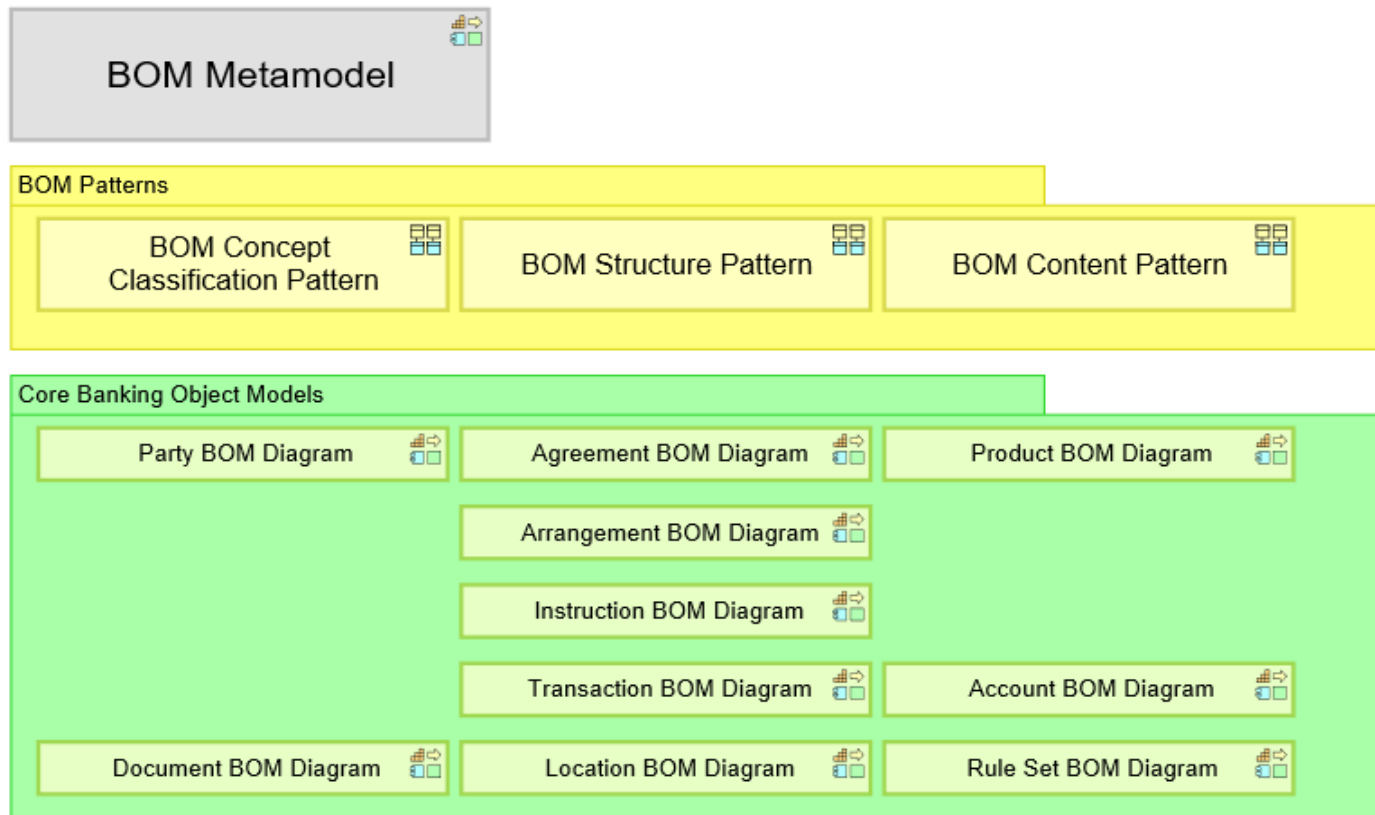 BOM Metamodel
BOM Patterns
BOM Concept
Classification Pattern
BOM Structure Pattern
BOM Content Pattern
Core Banking Object Models
Party BOM Diagram
Agreement BOM Diagram
Product BOM Diagram
Arrangement BOM Diagram
Instruction BOM Diagram
Transaction BOM Diagram
Account BOM Diagram
Document BOM Diagram
Location BOM Diagram
Rule Set BOM Diagram